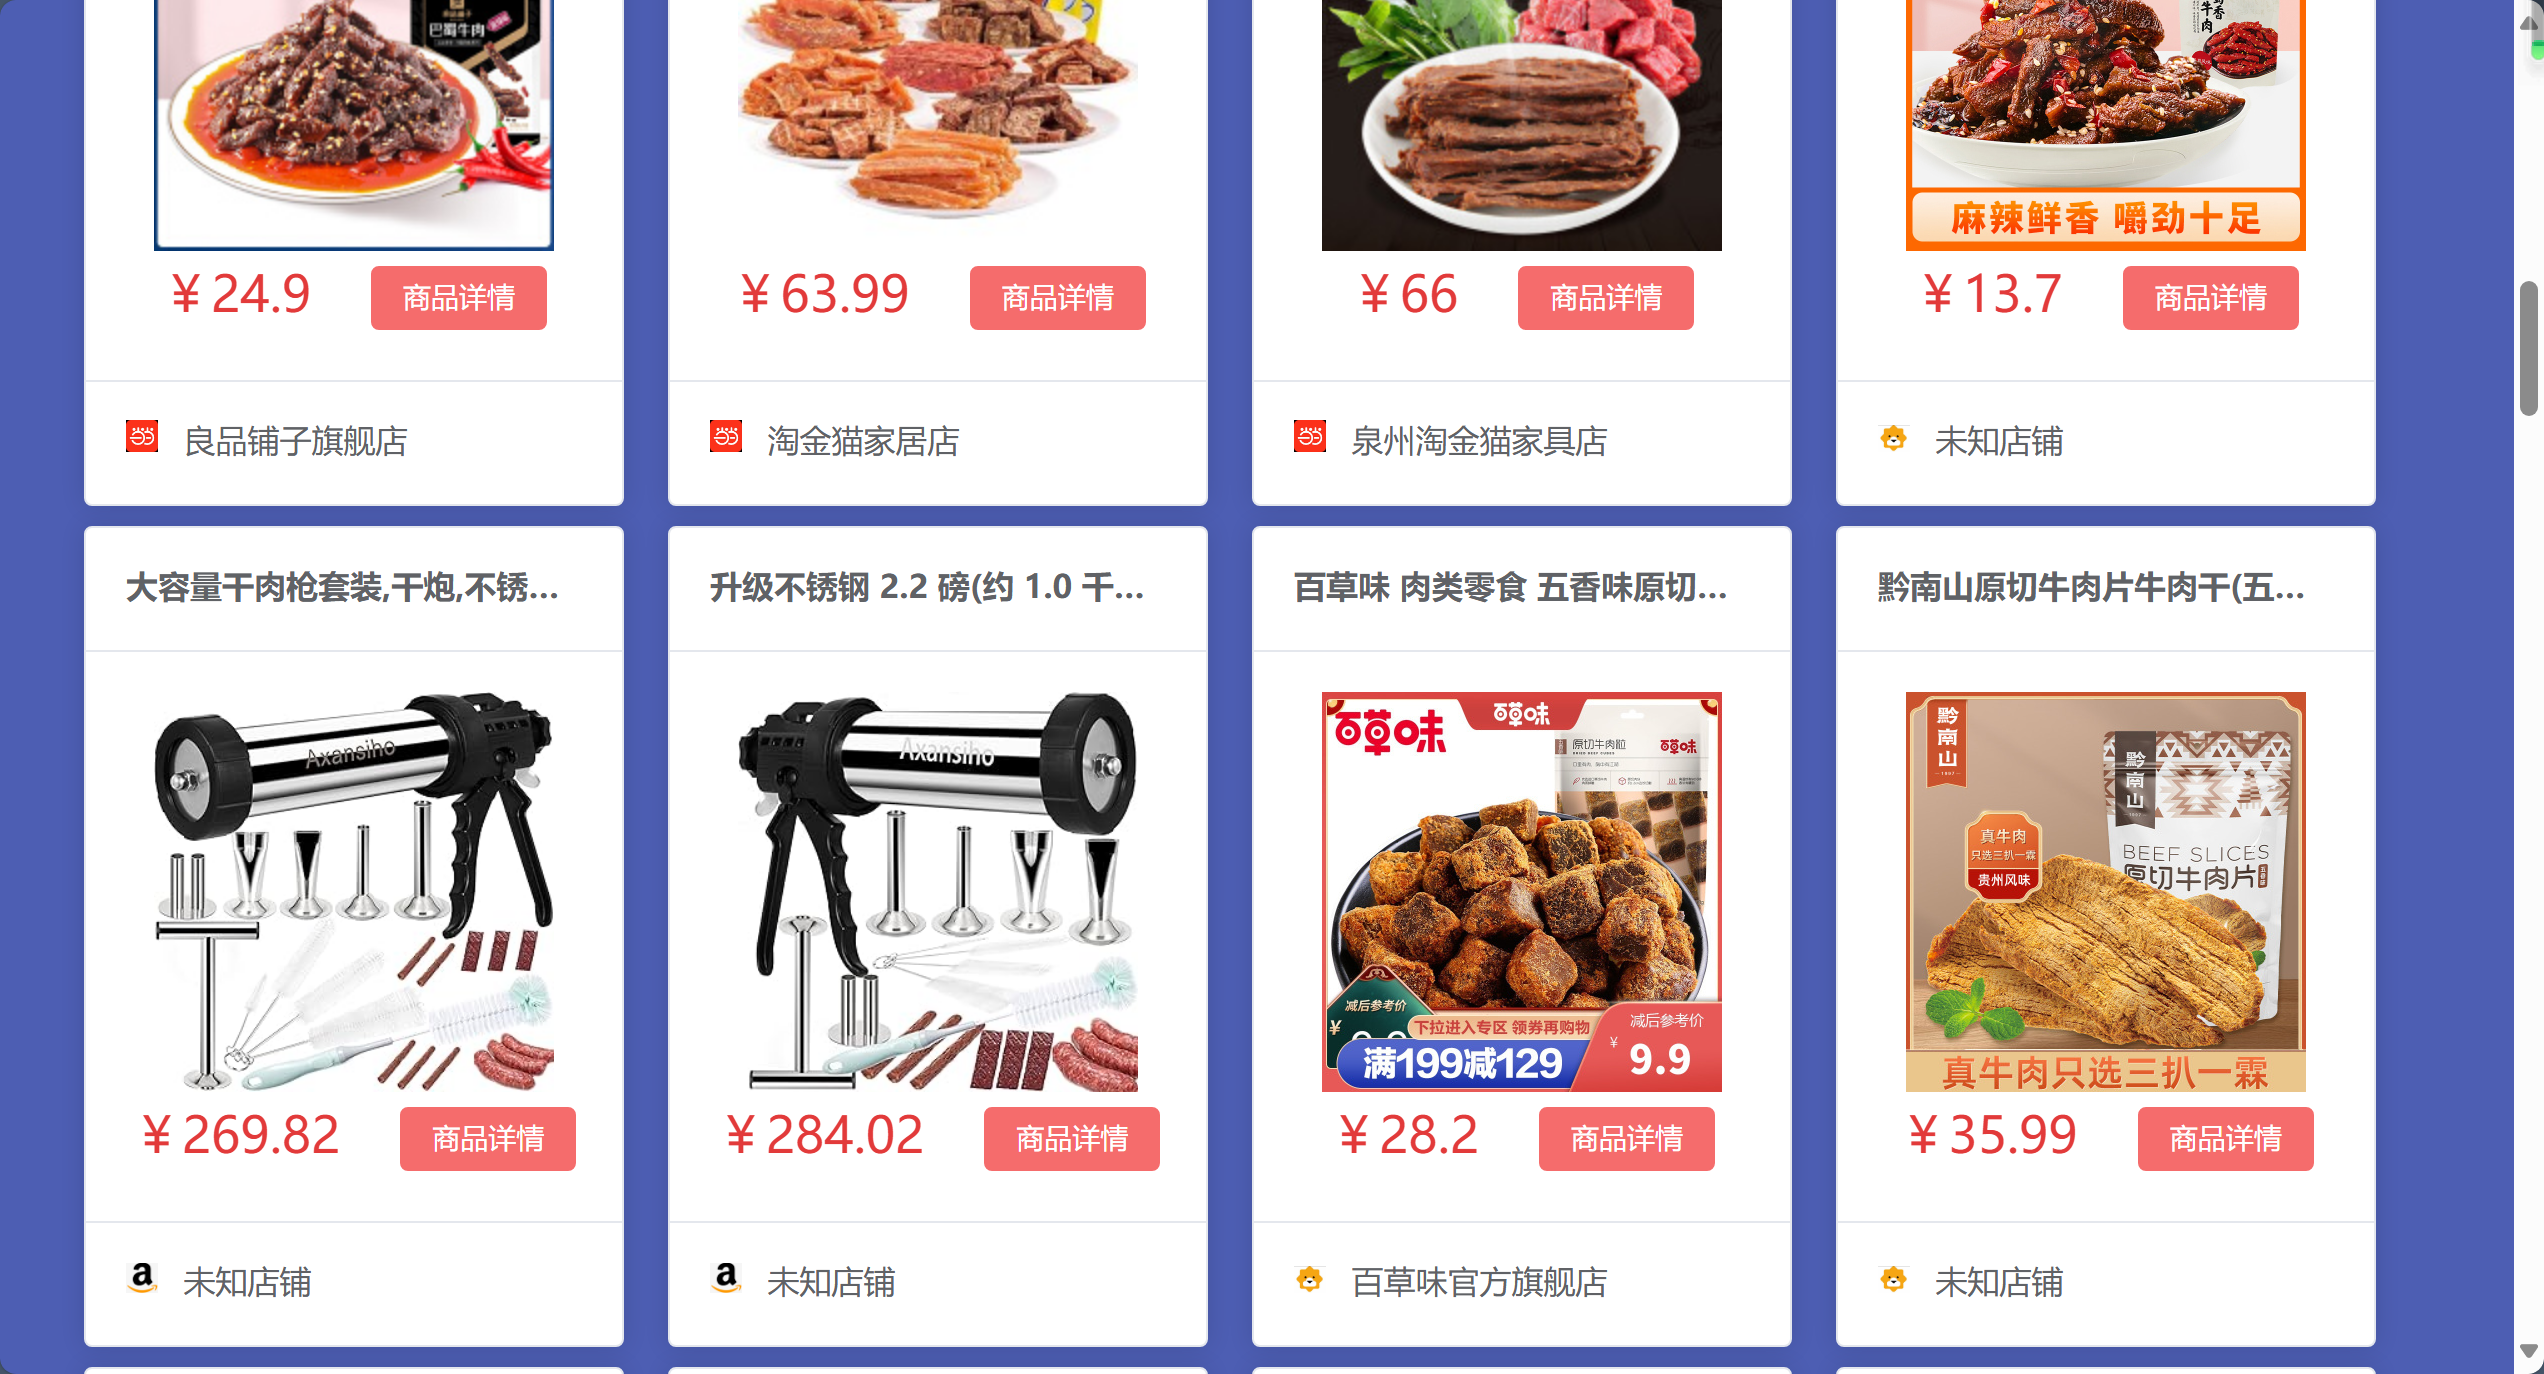 巴蜀牛肉
香
牛肉
麻辣鲜香 嚼劲十足
¥ 24.9
商品详情
¥ 63.99
商品详情
¥ 66
商品详情
¥ 13.7
商品详情
良品铺子旗舰店
淘金猫家居店
泉州淘金猫家具店
未知店铺
大容量干肉枪套装,干炮,不锈...
升级不锈钢 2.2 磅(约 1.0 千...
百草味 肉类零食 五香味原切...
黔南山原切牛肉片牛肉干(五...
Axansiho
Axansiho
百草味
百草味
原切牛肉粒
百草味
减后参考价
¥
下拉进入专区 领券再购物
满199减129
减后参考价
¥ 9.9
黔南山
黔南山
真牛肉
只选三扒一霖
贵州风味
BEEF SLICES
原切牛肉片
真牛肉只选三扒一霖
¥ 269.82
商品详情
¥ 284.02
商品详情
¥ 28.2
商品详情
¥ 35.99
商品详情
a 未知店铺
a 未知店铺
百草味官方旗舰店
未知店铺